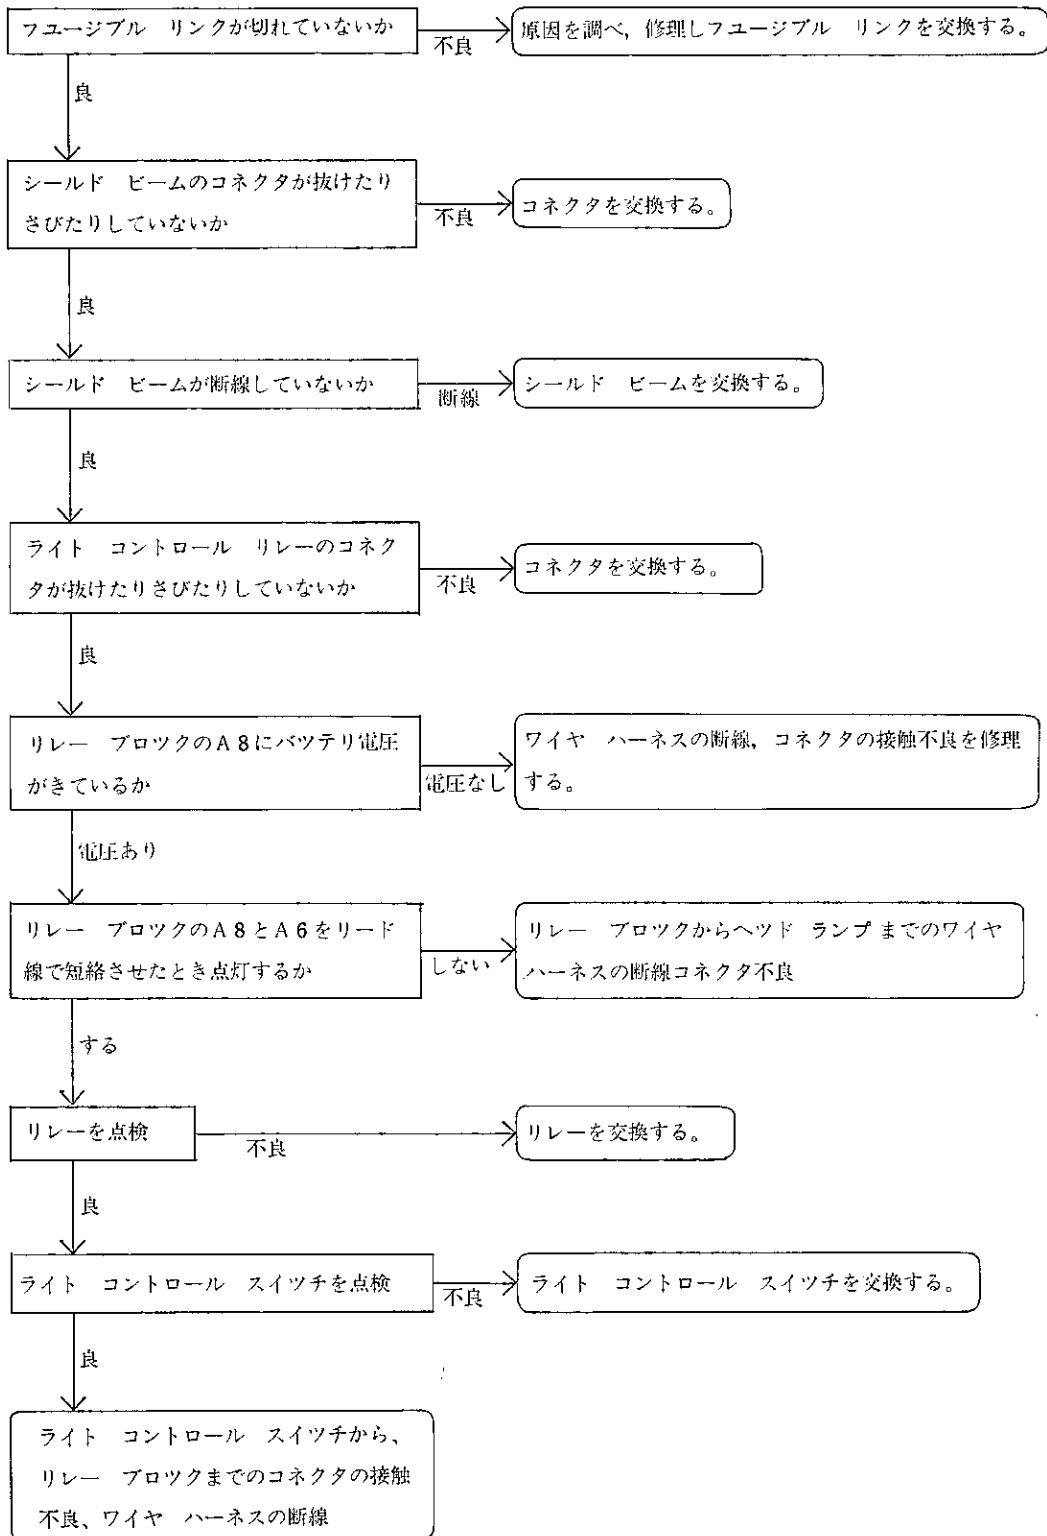 フユージブル　リンクが切れていないか
不良
原因を調べ，修理しフユージブル　リンクを交換する。
良
シールド　ビームのコネクタが抜けたり
さびたりしていないか
不良
コネクタを交換する。
良
シールド　ビームが断線していないか
断線
シールド　ビームを交換する。
良
ライト　コントロール　リレーのコネク
タが抜けたりさびたりしていないか
不良
コネクタを交換する。
良
リレー　ブロツクのA8にバツテリ電圧
がきているか
電圧なし
ワイヤ　ハーネスの断線，コネクタの接触不良を修理
する。
電圧あり
リレー　ブロツクのA8とA6をリード
線で短絡させたとき点灯するか
しない
リレー　ブロツクからヘツド　ランプまでのワイヤ
ハーネスの断線コネクタ不良
する
リレーを点検
不良
リレーを交換する。
良
ライト　コントロール　スイツチを点検
不良
ライト　コントロール　スイツチを交換する。
良
ライト　コントロール　スイツチから、
リレー　ブロツクまでのコネクタの接触
不良、ワイヤ　ハーネスの断線